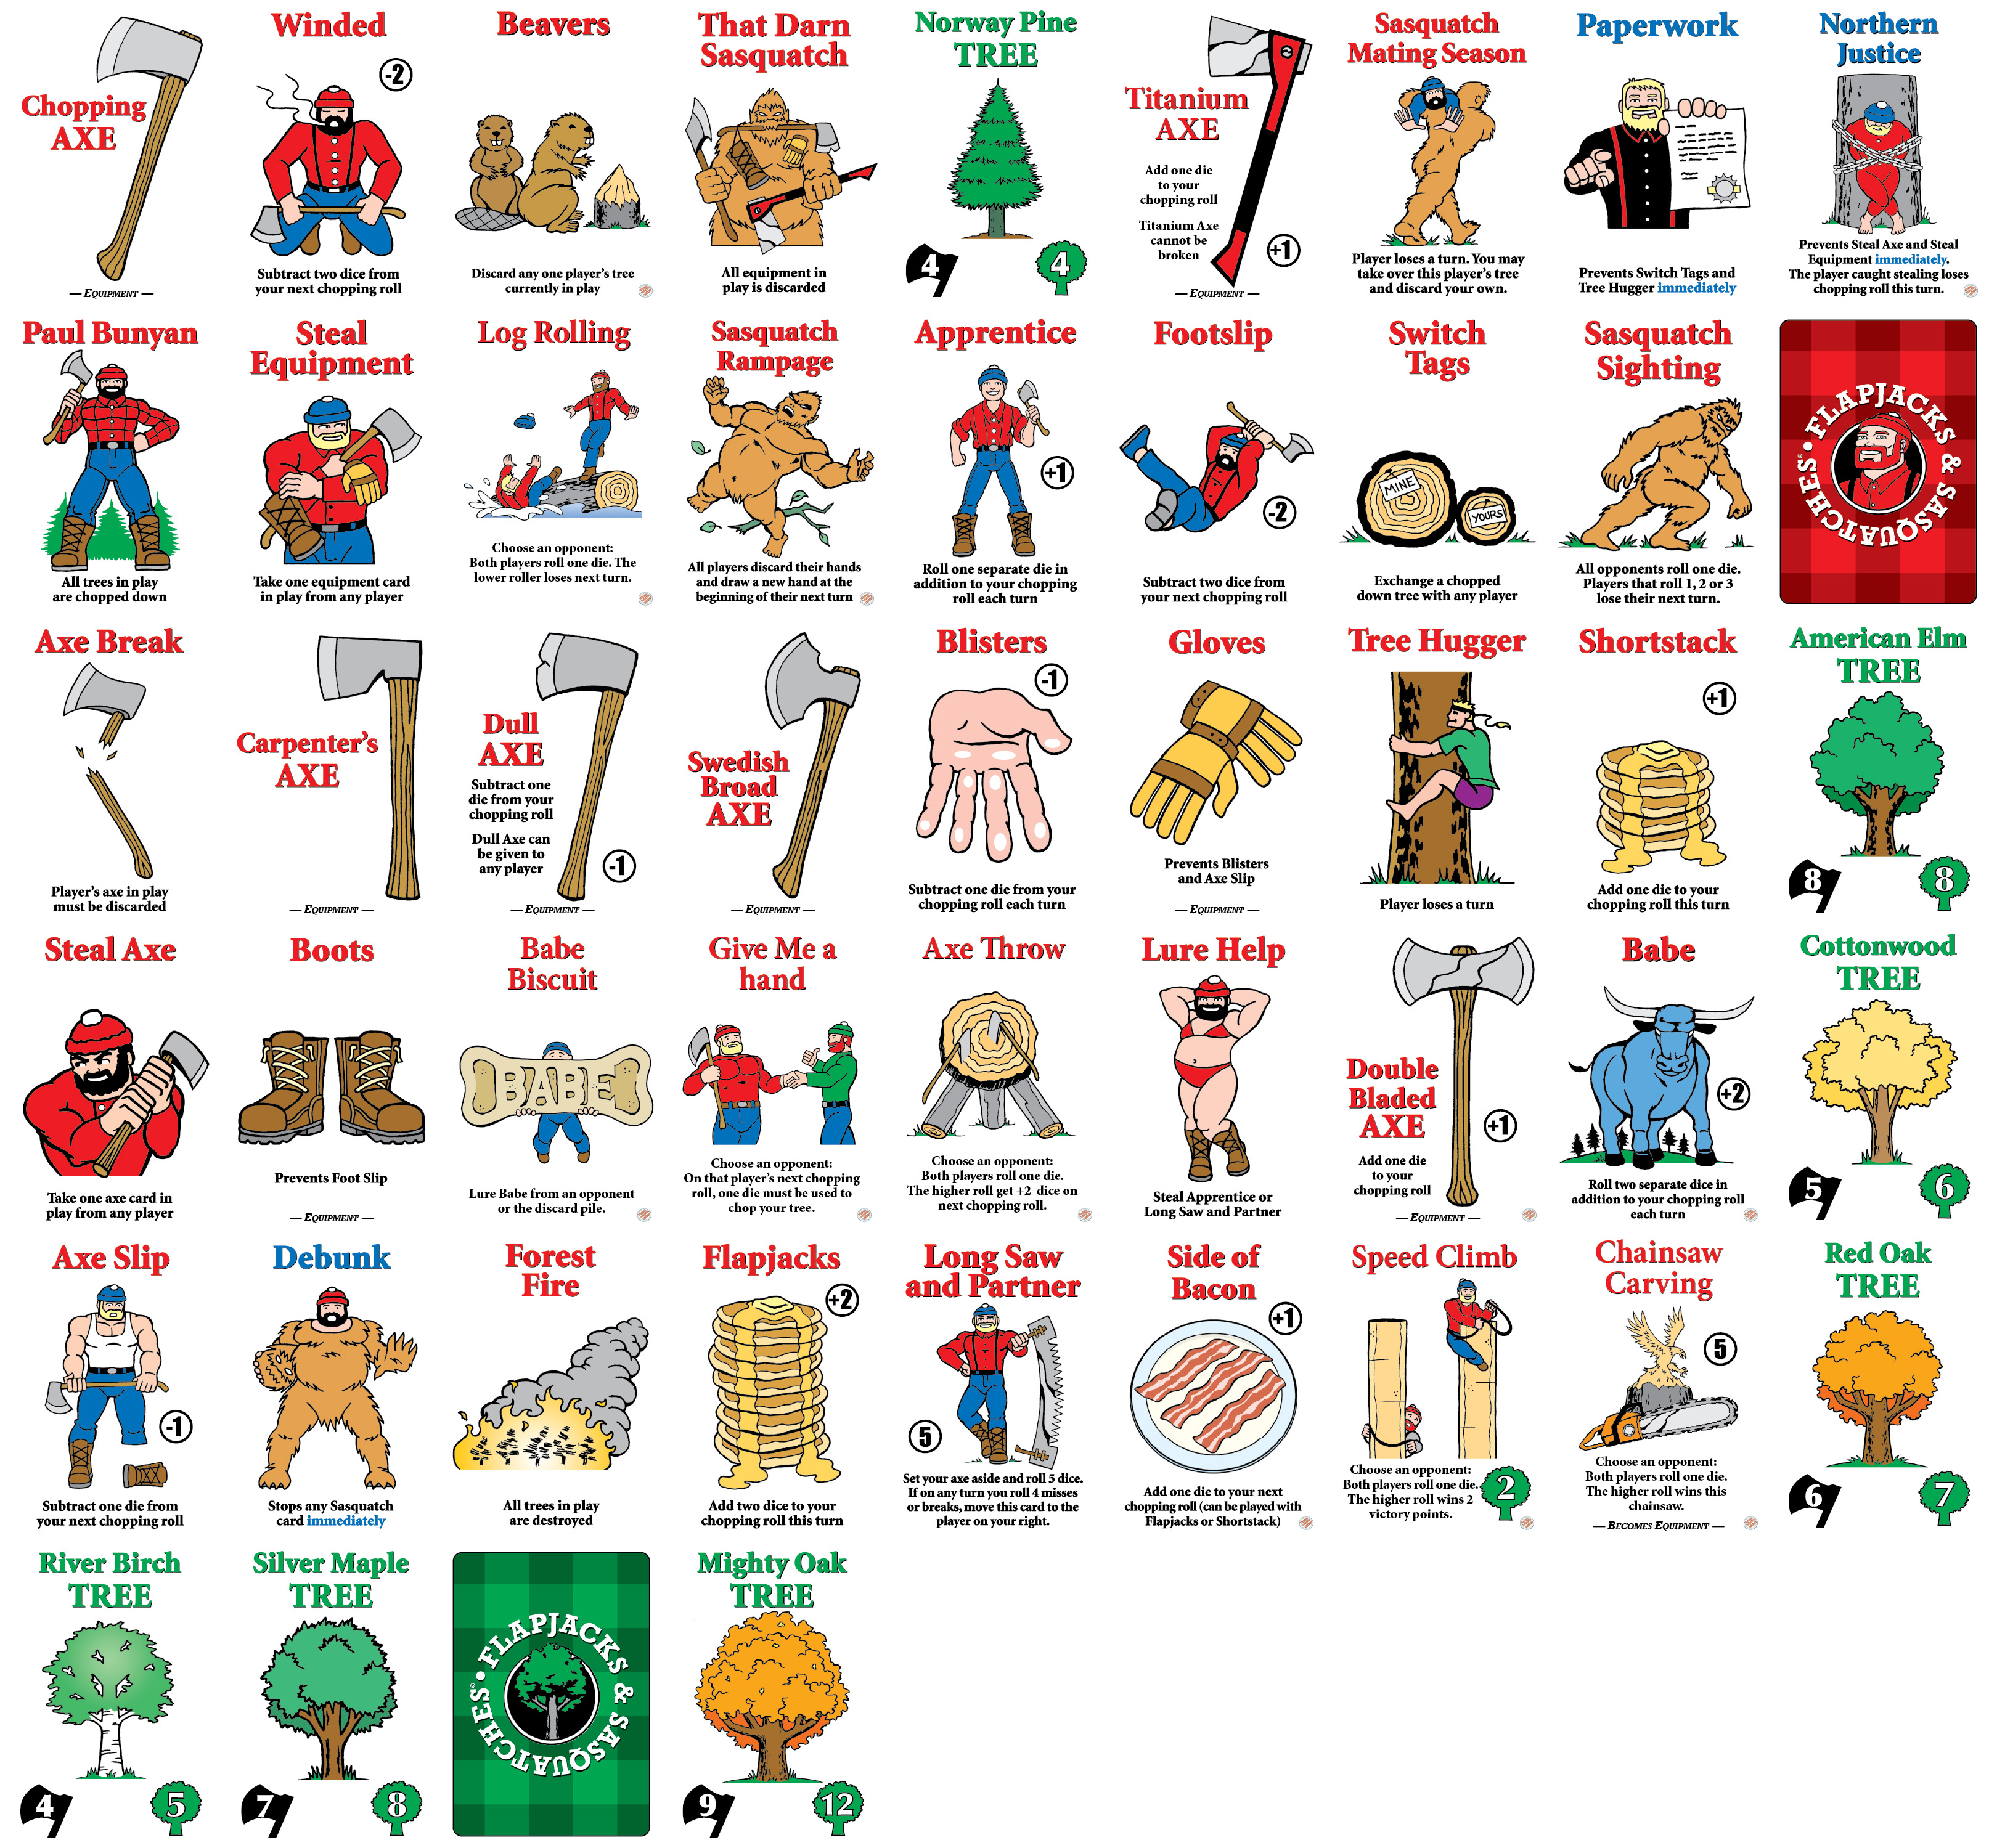 Chopping
AXE
— EQUIPMENT —
Winded
-2
Subtract two dice from
your next chopping roll
Beavers
Discard any one player's tree
currently in play
That Darn
Sasquatch
All equipment in
play is discarded
Norway Pine
TREE
4
4
Titanium
AXE
Add one die
to your
chopping roll
Titanium Axe
cannot be
broken
+1
— EQUIPMENT —
Sasquatch
Mating Season
Player loses a turn. You may
take over this player's tree
and discard your own.
Paperwork
Prevents Switch Tags and
Tree Hugger immediately
Northern
Justice
Prevents Steal Axe and Steal
Equipment immediately.
The player caught stealing loses
chopping roll this turn.
Paul Bunyan
All trees in play
are chopped down
Steal
Equipment
Take one equipment card
in play from any player
Log Rolling
Choose an opponent:
Both players roll one die. The
lower roller loses next turn.
Sasquatch
Rampage
All players discard their hands
and draw a new hand at the
beginning of their next turn
Apprentice
+1
Roll one separate die in
addition to your chopping
roll each turn
Footslip
-2
Subtract two dice from
your next chopping roll
Switch
Tags
MINE
YOURS
Exchange a chopped
down tree with any player
Sasquatch
Sighting
All opponents roll one die.
Players that roll 1, 2 or 3
lose their next turn.
• FLAPJACKS & SASQUATCHES®
Axe Break
Player's axe in play
must be discarded
Carpenter's
AXE
— EQUIPMENT —
Dull
AXE
Subtract one
die from your
chopping roll
Dull Axe can
be given to
any player
-1
— EQUIPMENT —
Swedish
Broad
AXE
— EQUIPMENT —
Blisters
-1
Subtract one die from your
chopping roll each turn
Gloves
Prevents Blisters
and Axe Slip
— EQUIPMENT —
Tree Hugger
Player loses a turn
Shortstack
+1
Add one die to your
chopping roll this turn
American Elm
TREE
8
8
Steal Axe
Take one axe card in
play from any player
Boots
Prevents Foot Slip
— EQUIPMENT —
Babe
Biscuit
BABE
Lure Babe from an opponent
or the discard pile.
Give Me a
hand
Choose an opponent:
On that player's next chopping
roll, one die must be used to
chop your tree.
Axe Throw
Choose an opponent:
Both players roll one die.
The higher roll get +2 dice on
next chopping roll.
Lure Help
Steal Apprentice or
Long Saw and Partner
Double
Bladed
AXE
+1
Add one die
to your
chopping roll
— EQUIPMENT —
Babe
+2
Roll two separate dice in
addition to your chopping roll
each turn
Cottonwood
TREE
5
6
Axe Slip
-1
Subtract one die from
your next chopping roll
Debunk
Stops any Sasquatch
card immediately
Forest
Fire
All trees in play
are destroyed
Flapjacks
+2
Add two dice to your
chopping roll this turn
Long Saw
and Partner
5
Set your axe aside and roll 5 dice.
If on any turn you roll 4 misses
or breaks, move this card to the
player on your right.
Side of
Bacon
+1
Add one die to your next
chopping roll (can be played with
Flapjacks or Shortstack)
Speed Climb
Choose an opponent:
Both players roll one die.
The higher roll wins 2
victory points.
2
Chainsaw
Carving
5
Choose an opponent:
Both players roll one die.
The higher roll wins this
chainsaw.
— BECOMES EQUIPMENT —
Red Oak
TREE
6
7
River Birch
TREE
4
5
Silver Maple
TREE
7
8
• FLAPJACKS & SASQUATCHES®
Mighty Oak
TREE
9
12